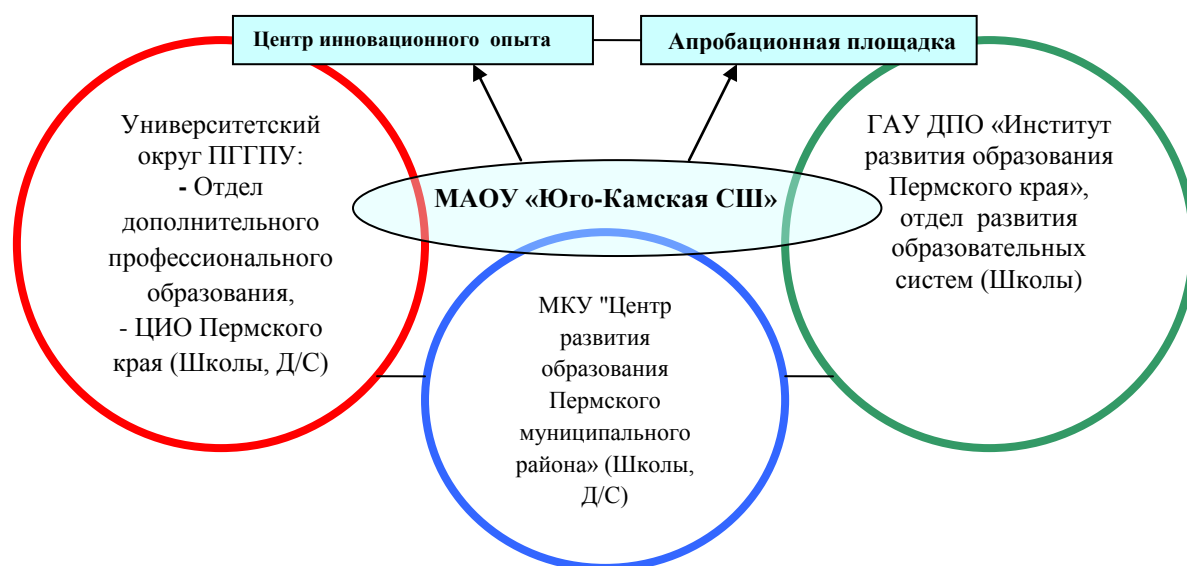 Центр инновационного опыта
Апробационная площадка
Университетский
округ ПГГПУ:
- Отдел
дополнительного
профессионального
образования,
- ЦИО Пермского
края (Школы, Д/С)
МАОУ «Юго-Камская СШ»
ГАУ ДПО «Институт
развития образования
Пермского края»,
отдел развития
образовательных
систем (Школы)
МКУ "Центр
развития
образования
Пермского
муниципального
района» (Школы,
Д/С)